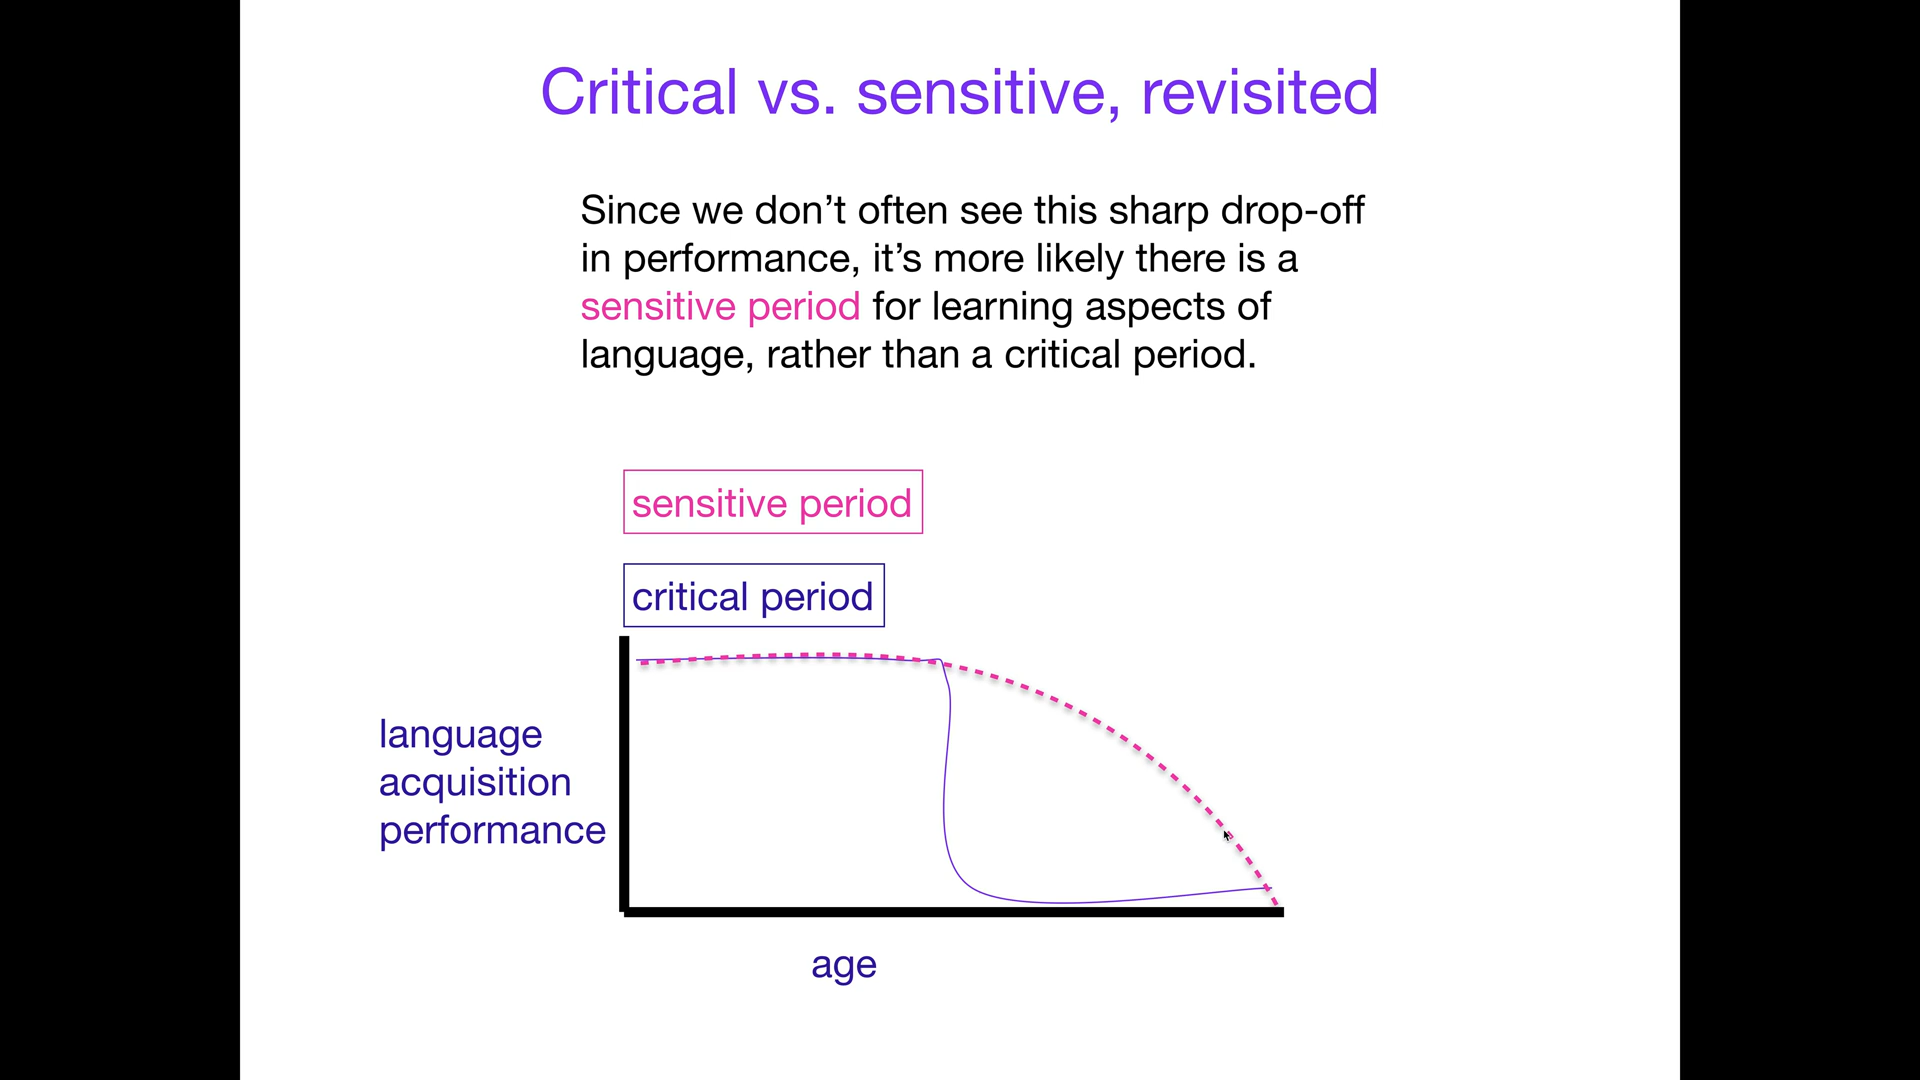 Critical vs. sensitive, revisited
Since we don’t often see this sharp drop-off
in performance, it’s more likely there is a
sensitive period for learning aspects of
language, rather than a critical period.
sensitive period
critical period
language
acquisition
performance
age